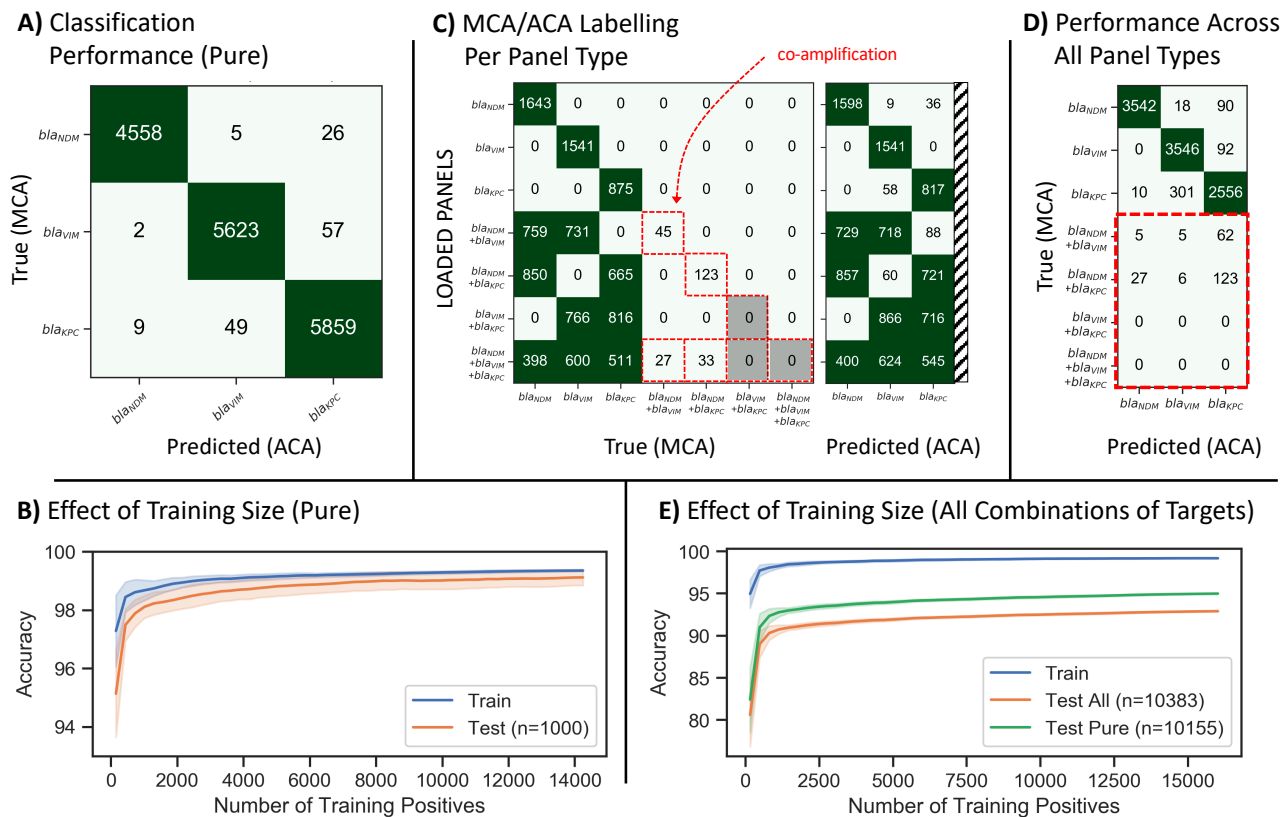 A) Classification
Performance (Pure)
bla_NDM
4558 5 26
bla_VIM
2 5623 57
bla_KPC
9 49 5859
True (MCA)
bla_NDM bla_VIM bla_KPC
Predicted (ACA)
C) MCA/ACA Labelling
Per Panel Type
co-amplification
LOADED PANELS
bla_NDM
1643 0 0 0 0 0 0
1598 9 36
bla_VIM
0 1541 0 0 0 0 0
0 1541 0
bla_KPC
0 0 875 0 0 0 0
0 58 817
bla_NDM
+bla_VIM
759 731 0 45 0 0 0
729 718 88
bla_NDM
+bla_KPC
850 0 665 0 123 0 0
857 60 721
bla_VIM
+bla_KPC
0 766 816 0 0 0 0
0 866 716
bla_NDM
+bla_VIM
+bla_KPC
398 600 511 27 33 0 0
400 624 545
bla_NDM bla_VIM bla_KPC
bla_NDM
+bla_VIM
bla_NDM
+bla_KPC
bla_VIM
+bla_KPC
bla_NDM
+bla_VIM
+bla_KPC
bla_NDM bla_VIM bla_KPC
True (MCA)
Predicted (ACA)
D) Performance Across
All Panel Types
True (MCA)
bla_NDM
3542 18 90
bla_VIM
0 3546 92
bla_KPC
10 301 2556
bla_NDM
+bla_VIM
5 5 62
bla_NDM
+bla_KPC
27 6 123
bla_VIM
+bla_KPC
0 0 0
bla_NDM
+bla_VIM
+bla_KPC
0 0 0
bla_NDM bla_VIM bla_KPC
Predicted (ACA)
B) Effect of Training Size (Pure)
Accuracy
100
98
96
94
Train
Test (n=1000)
0 2000 4000 6000 8000 10000 12000 14000
Number of Training Positives
E) Effect of Training Size (All Combinations of Targets)
Accuracy
100
95
90
85
80
Train
Test All (n=10383)
Test Pure (n=10155)
0 2500 5000 7500 10000 12500 15000
Number of Training Positives